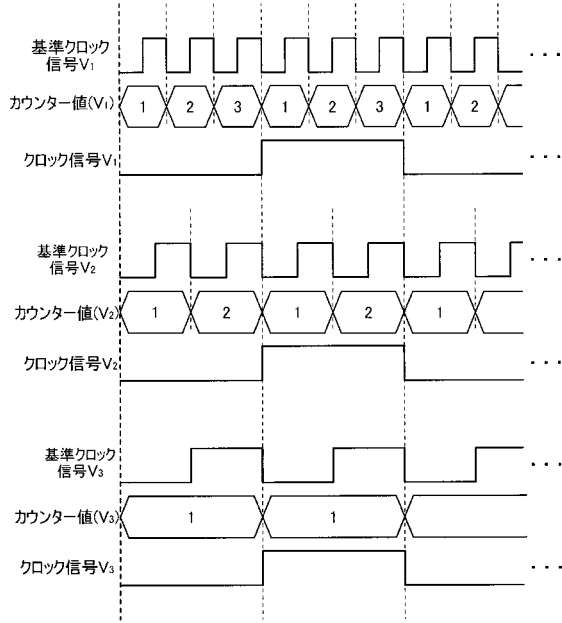 基準クロック
信号V₁
・・・
カウンター値(V₁)
1 2 3 1 2 3 1 2
クロック信号V₁
・・・
基準クロック
信号V₂
・・・
カウンター値(V₂)
1 2 1 2 1
クロック信号V₂
・・・
基準クロック
信号V₃
・・・
カウンター値(V₃)
1 1
クロック信号V₃
・・・